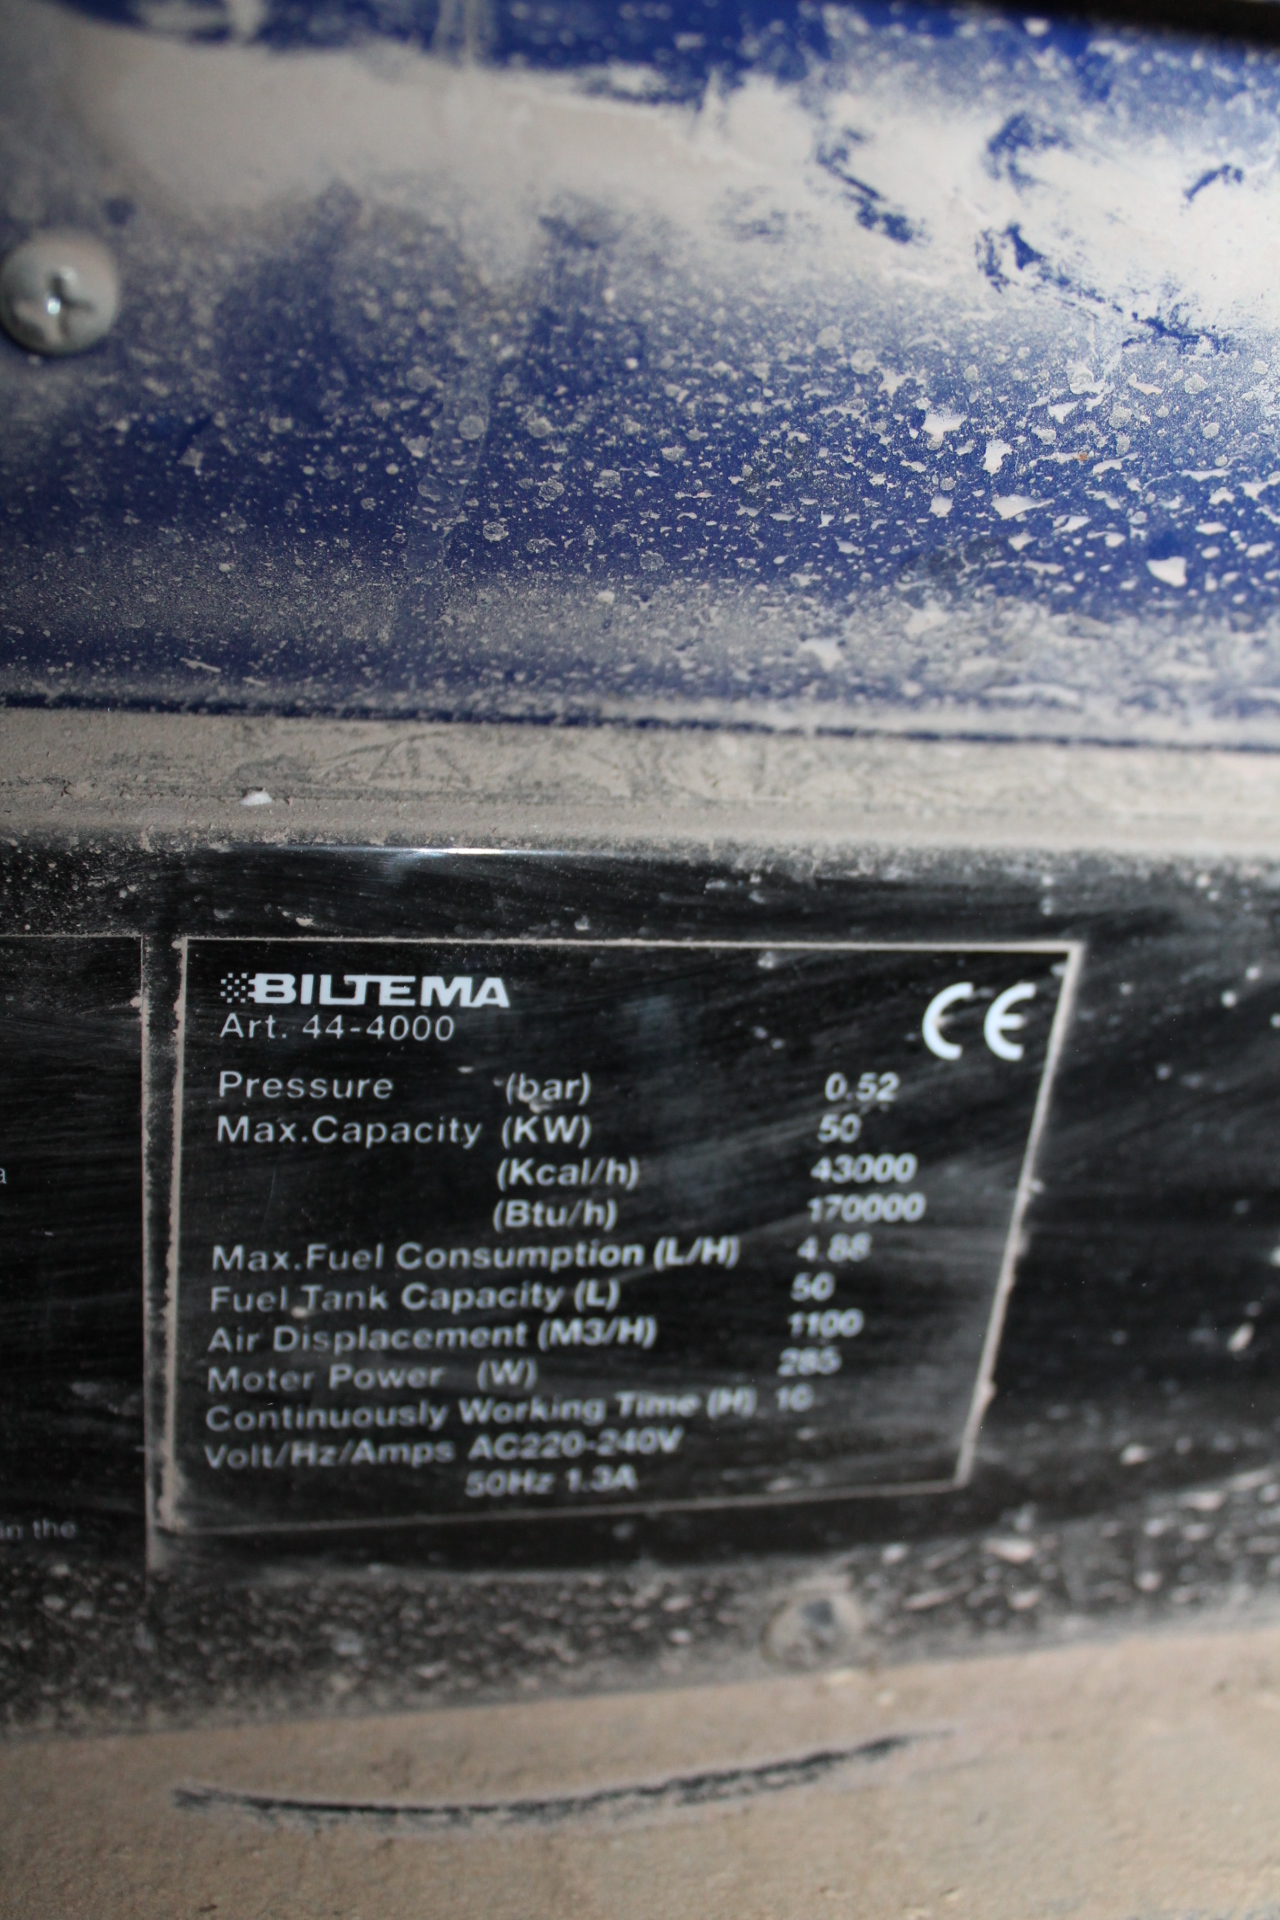 BILTEMA
Art. 44-4000
CE
Pressure (bar) 0.52
Max.Capacity (KW) 50
(Kcal/h) 43000
(Btu/h) 170000
Max.Fuel Consumption (L/H) 4.88
Fuel Tank Capacity (L) 50
Air Displacement (M3/H) 1100
Moter Power (W)
Continuously Working Time (H)
Volt/Hz/Amps AC220-240V
50Hz 1.3A
a
in the